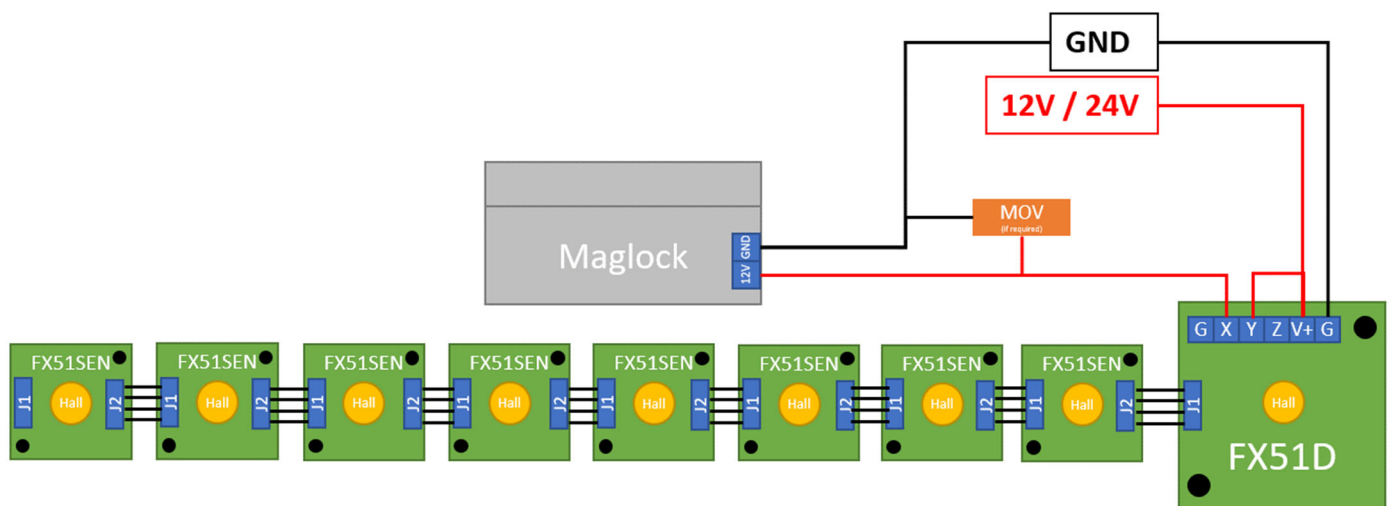 GND
12V / 24V
MOV
(if required)
Maglock
GND
12V
G X Y Z V+ G
FX51SEN
J1 Hall J2
FX51SEN
J1 Hall J2
FX51SEN
J1 Hall J2
FX51SEN
J1 Hall J2
FX51SEN
J1 Hall J2
FX51SEN
J1 Hall J2
FX51SEN
J1 Hall J2
FX51SEN
J1 Hall J2
J1 Hall
FX51D